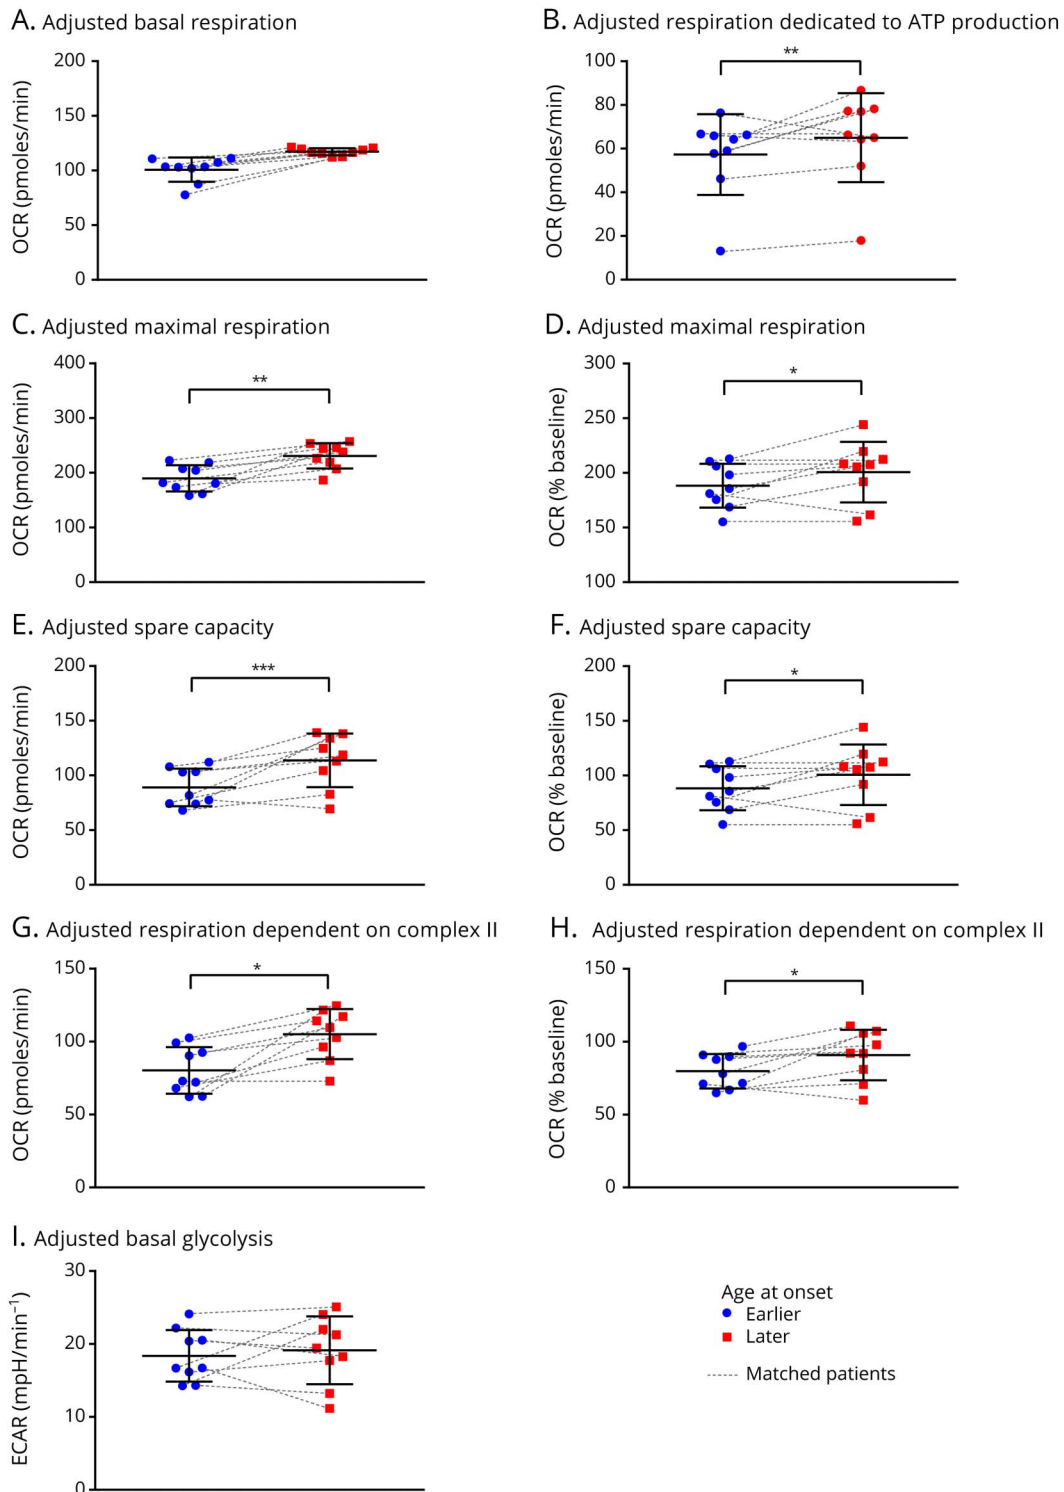 A. Adjusted basal respiration
OCR (pmoles/min)
200
150
100
50
0
B. Adjusted respiration dedicated to ATP production
OCR (pmoles/min)
100
80
60
40
20
0
**
C. Adjusted maximal respiration
OCR (pmoles/min)
400
300
200
100
0
**
D. Adjusted maximal respiration
OCR (% baseline)
300
250
200
150
100
*
E. Adjusted spare capacity
OCR (pmoles/min)
200
150
100
50
0
***
F. Adjusted spare capacity
OCR (% baseline)
200
150
100
50
0
*
G. Adjusted respiration dependent on complex II
OCR (pmoles/min)
150
100
50
0
*
H. Adjusted respiration dependent on complex II
OCR (% baseline)
150
100
50
0
*
I. Adjusted basal glycolysis
ECAR (mpH/min⁻¹)
30
20
10
0
Age at onset
Earlier
Later
Matched patients